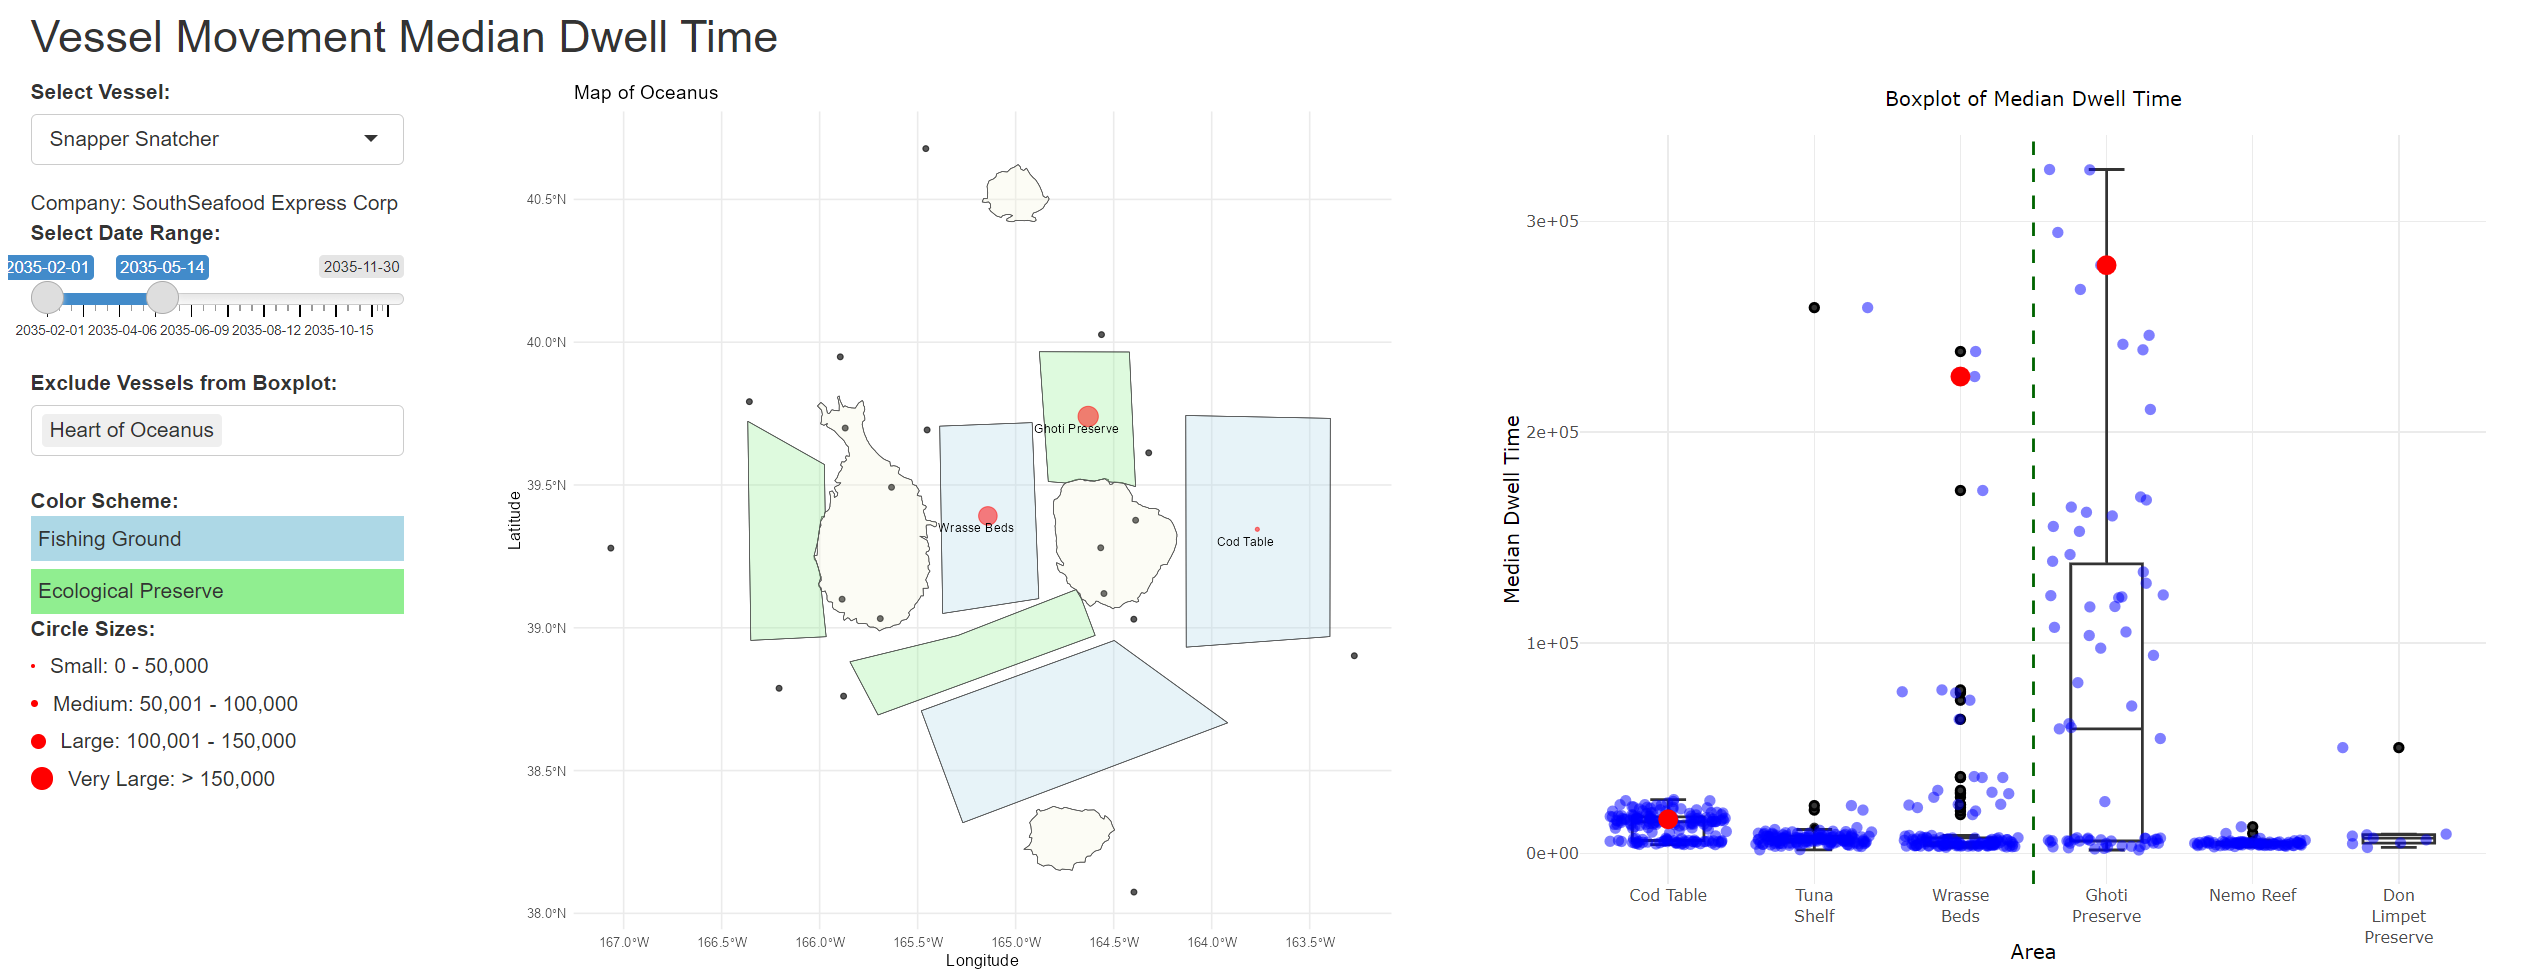 Vessel Movement Median Dwell Time
Select Vessel:
Snapper Snatcher
Company: SouthSeafood Express Corp
Select Date Range:
2035-02-01 2035-05-14 2035-11-30
2035-02-01 2035-04-06 2035-06-09 2035-08-12 2035-10-15
Exclude Vessels from Boxplot:
Heart of Oceanus
Color Scheme:
Fishing Ground
Ecological Preserve
Circle Sizes:
Small: 0 - 50,000
Medium: 50,001 - 100,000
Large: 100,001 - 150,000
Very Large: > 150,000
Map of Oceanus
Latitude
40.5°N
40.0°N
39.5°N
39.0°N
38.5°N
38.0°N
Ghoti Preserve
Wrasse Beds
Cod Table
167.0°W 166.5°W 166.0°W 165.5°W 165.0°W 164.5°W 164.0°W 163.5°W
Longitude
Boxplot of Median Dwell Time
Median Dwell Time
3e+05
2e+05
1e+05
0e+00
Cod Table
Tuna
Shelf
Wrasse
Beds
Ghoti
Preserve
Nemo Reef
Don
Limpet
Preserve
Area